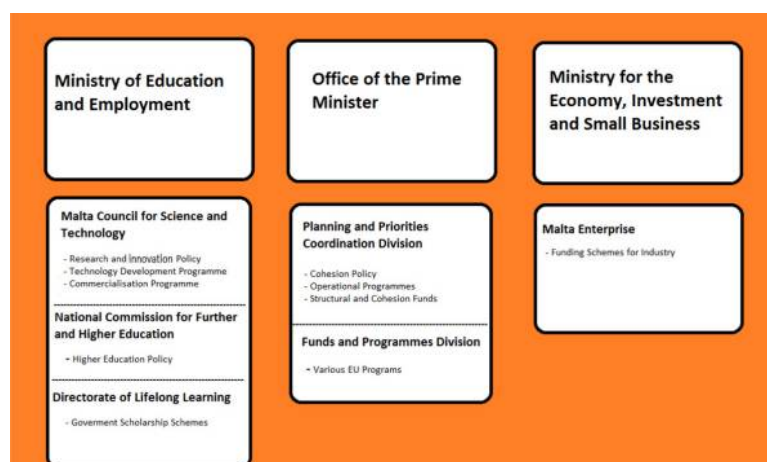 Ministry of Education
and Employment
Malta Council for Science and
Technology
- Research and innovation Policy
- Technology Development Programme
- Commercialisation Programme
National Commission for Further
and Higher Education
- Higher Education Policy
Directorate of Lifelong Learning
- Goverment Scholarship Schemes
Office of the Prime
Minister
Planning and Priorities
Coordination Division
- Cohesion Policy
- Operational Programmes
- Structural and Cohesion Funds
Funds and Programmes Division
- Various EU Programs
Ministry for the
Economy, Investment
and Small Business
Malta Enterprise
- Funding Schemes for Industry